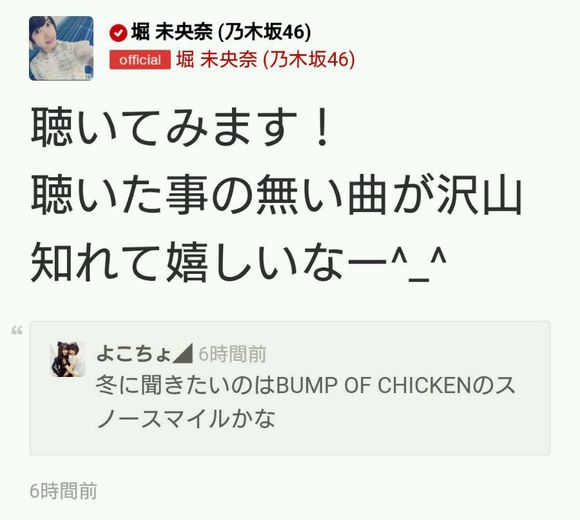 堀 未央奈 (乃木坂46)
official 堀 未央奈 (乃木坂46)
聴いてみます！
聴いた事の無い曲が沢山
知れて嬉しいなー^_^
よこちょ◢ 6時間前
冬に聞きたいのはBUMP OF CHICKENのス
ノースマイルかな
6時間前